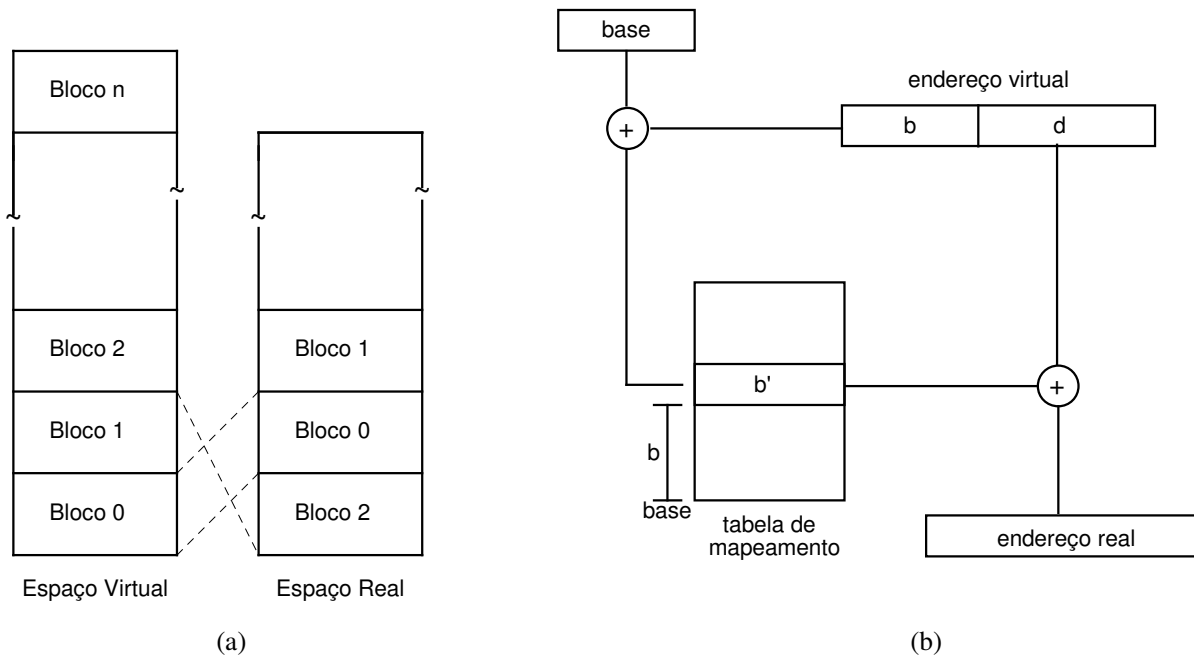 Bloco n
Bloco 2
Bloco 1
Bloco 0
Espaço Virtual
Bloco 1
Bloco 0
Bloco 2
Espaço Real
(a)
base
endereço virtual
b d
+
b'
+
b
base
tabela de
mapeamento
endereço real
(b)